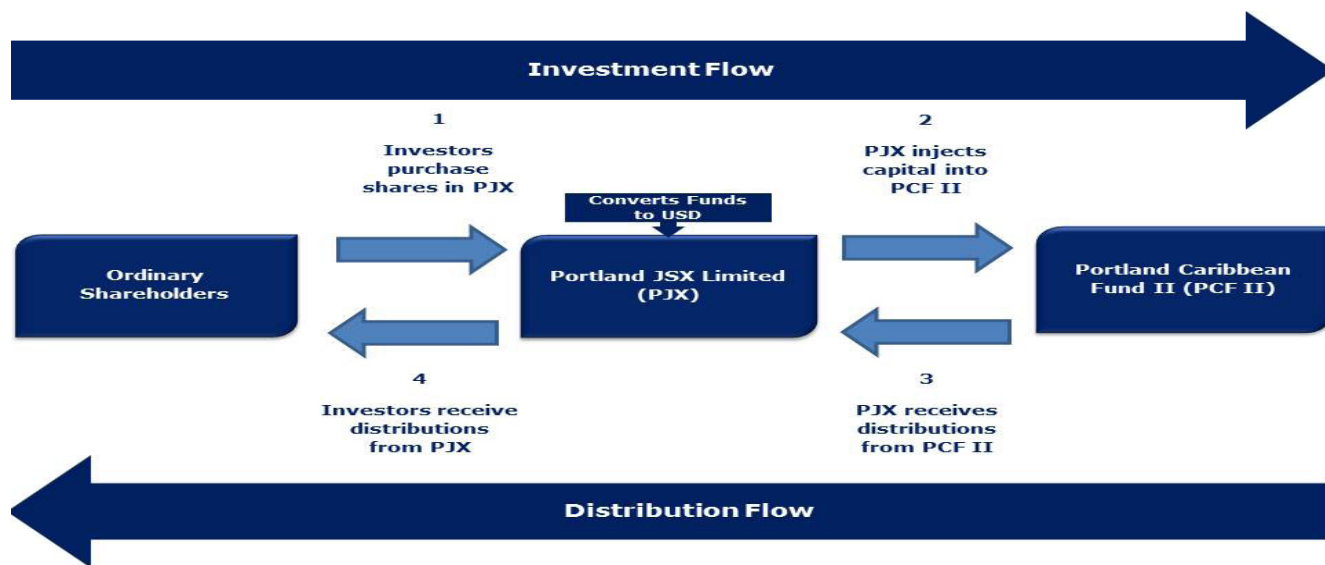 Investment Flow
1
Investors
purchase
shares in PJX
2
PJX injects
capital into
PCF II
Converts Funds
to USD
Ordinary
Shareholders
Portland JSX Limited
(PJX)
Portland Caribbean
Fund II (PCF II)
4
Investors receive
distributions
from PJX
3
PJX receives
distributions
from PCF II
Distribution Flow